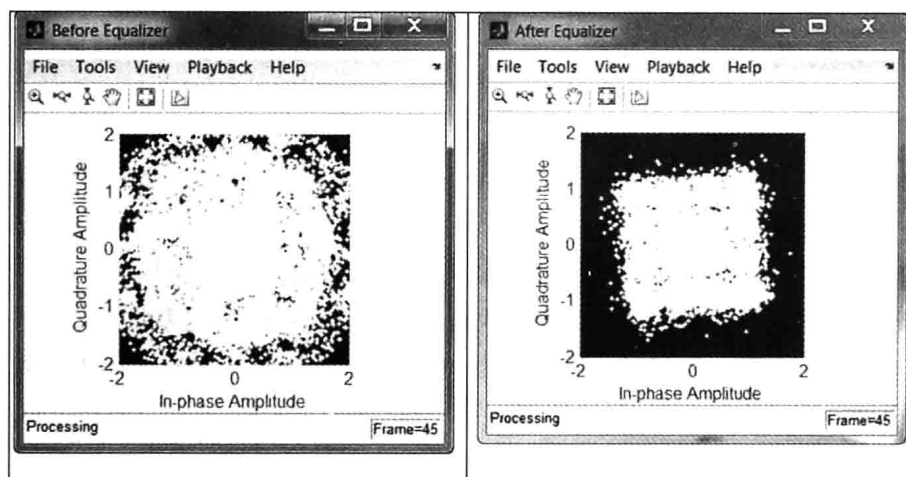 Before Equalizer
File Tools View Playback Help
2
1
0
-1
-2
Quadrature Amplitude
-2 0 2
In-phase Amplitude
Processing
Frame=45
After Equalizer
File Tools View Playback Help
2
1
0
-1
-2
Quadrature Amplitude
-2 0 2
In-phase Amplitude
Processing
Frame=45